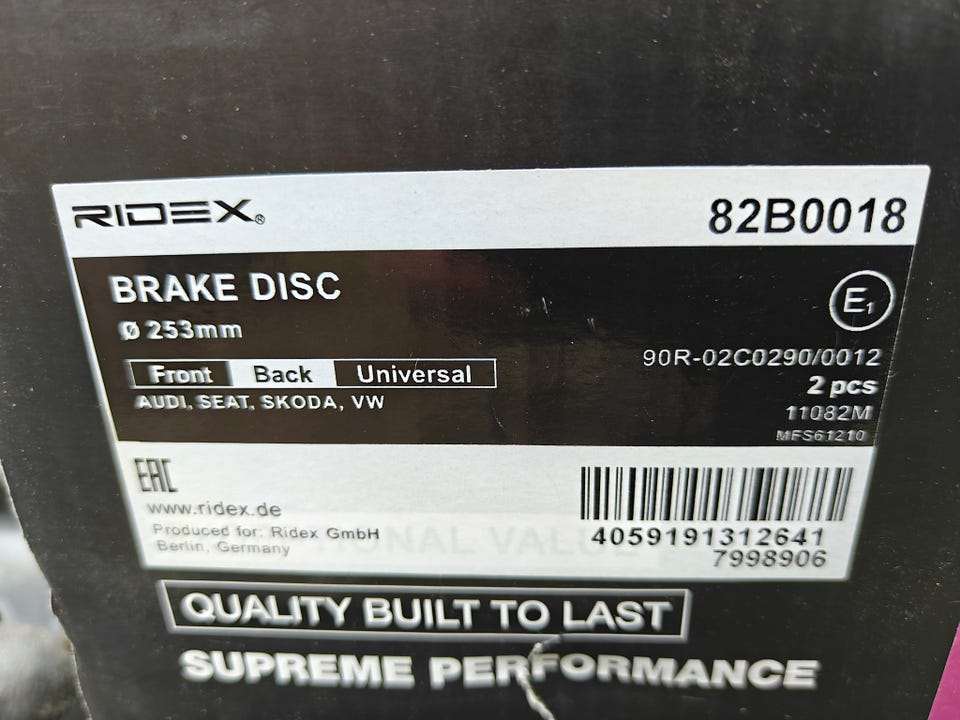 RIDEX®
82B0018
BRAKE DISC
Ø 253mm
E1
Front Back Universal
AUDI, SEAT, SKODA, VW
90R-02C0290/0012
2 pcs
11082M
MFS61210
EAC
www.ridex.de
Produced for: Ridex GmbH
Berlin, Germany
4059191312641
7998906
QUALITY BUILT TO LAST
SUPREME PERFORMANCE